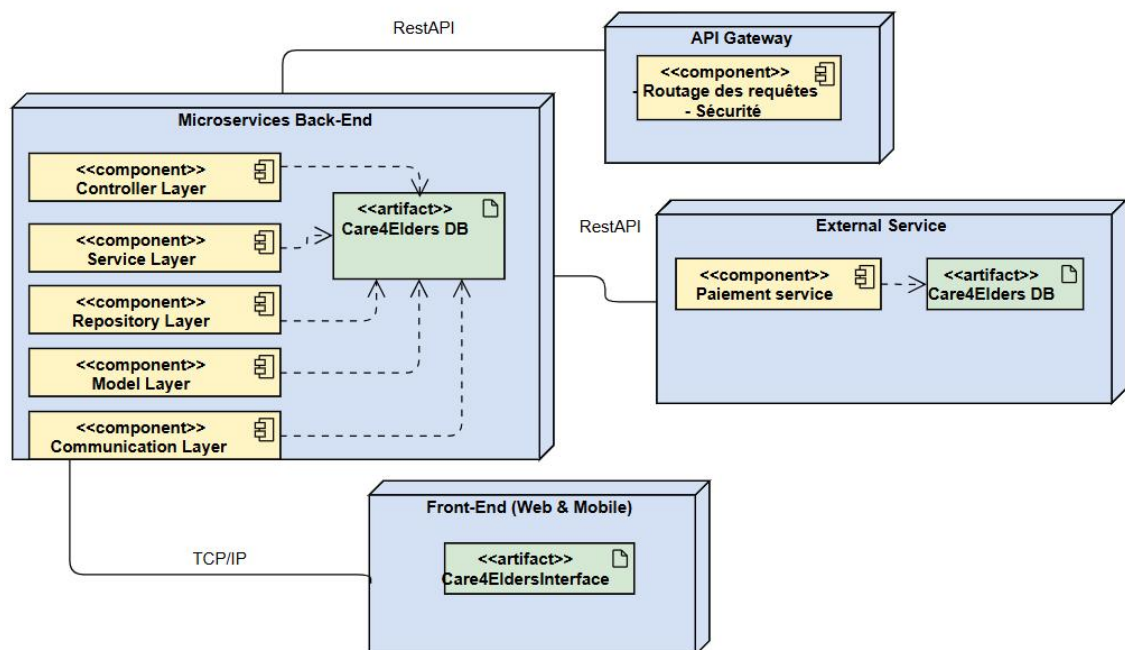 RestAPI
API Gateway
<<component>>
- Routage des requêtes
- Sécurité
Microservices Back-End
<<component>>
Controller Layer
<<artifact>>
Care4Elders DB
<<component>>
Service Layer
<<component>>
Repository Layer
<<component>>
Model Layer
<<component>>
Communication Layer
RestAPI
External Service
<<component>>
Paiement service
<<artifact>>
Care4Elders DB
TCP/IP
Front-End (Web & Mobile)
<<artifact>>
Care4EldersInterface